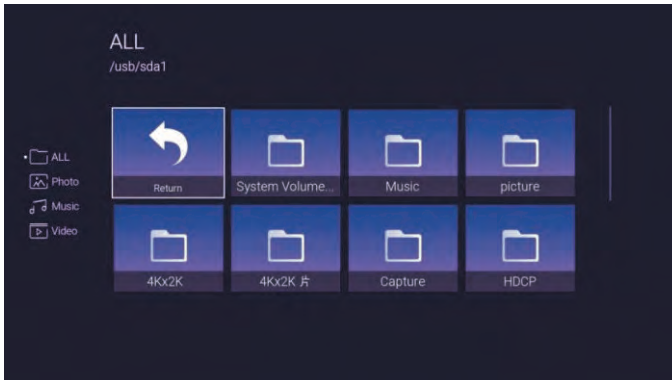 ALL
/usb/sda1
ALL
Photo
Music
Video
Return
System Volume...
Music
picture
4Kx2K
4Kx2K 片
Capture
HDCP